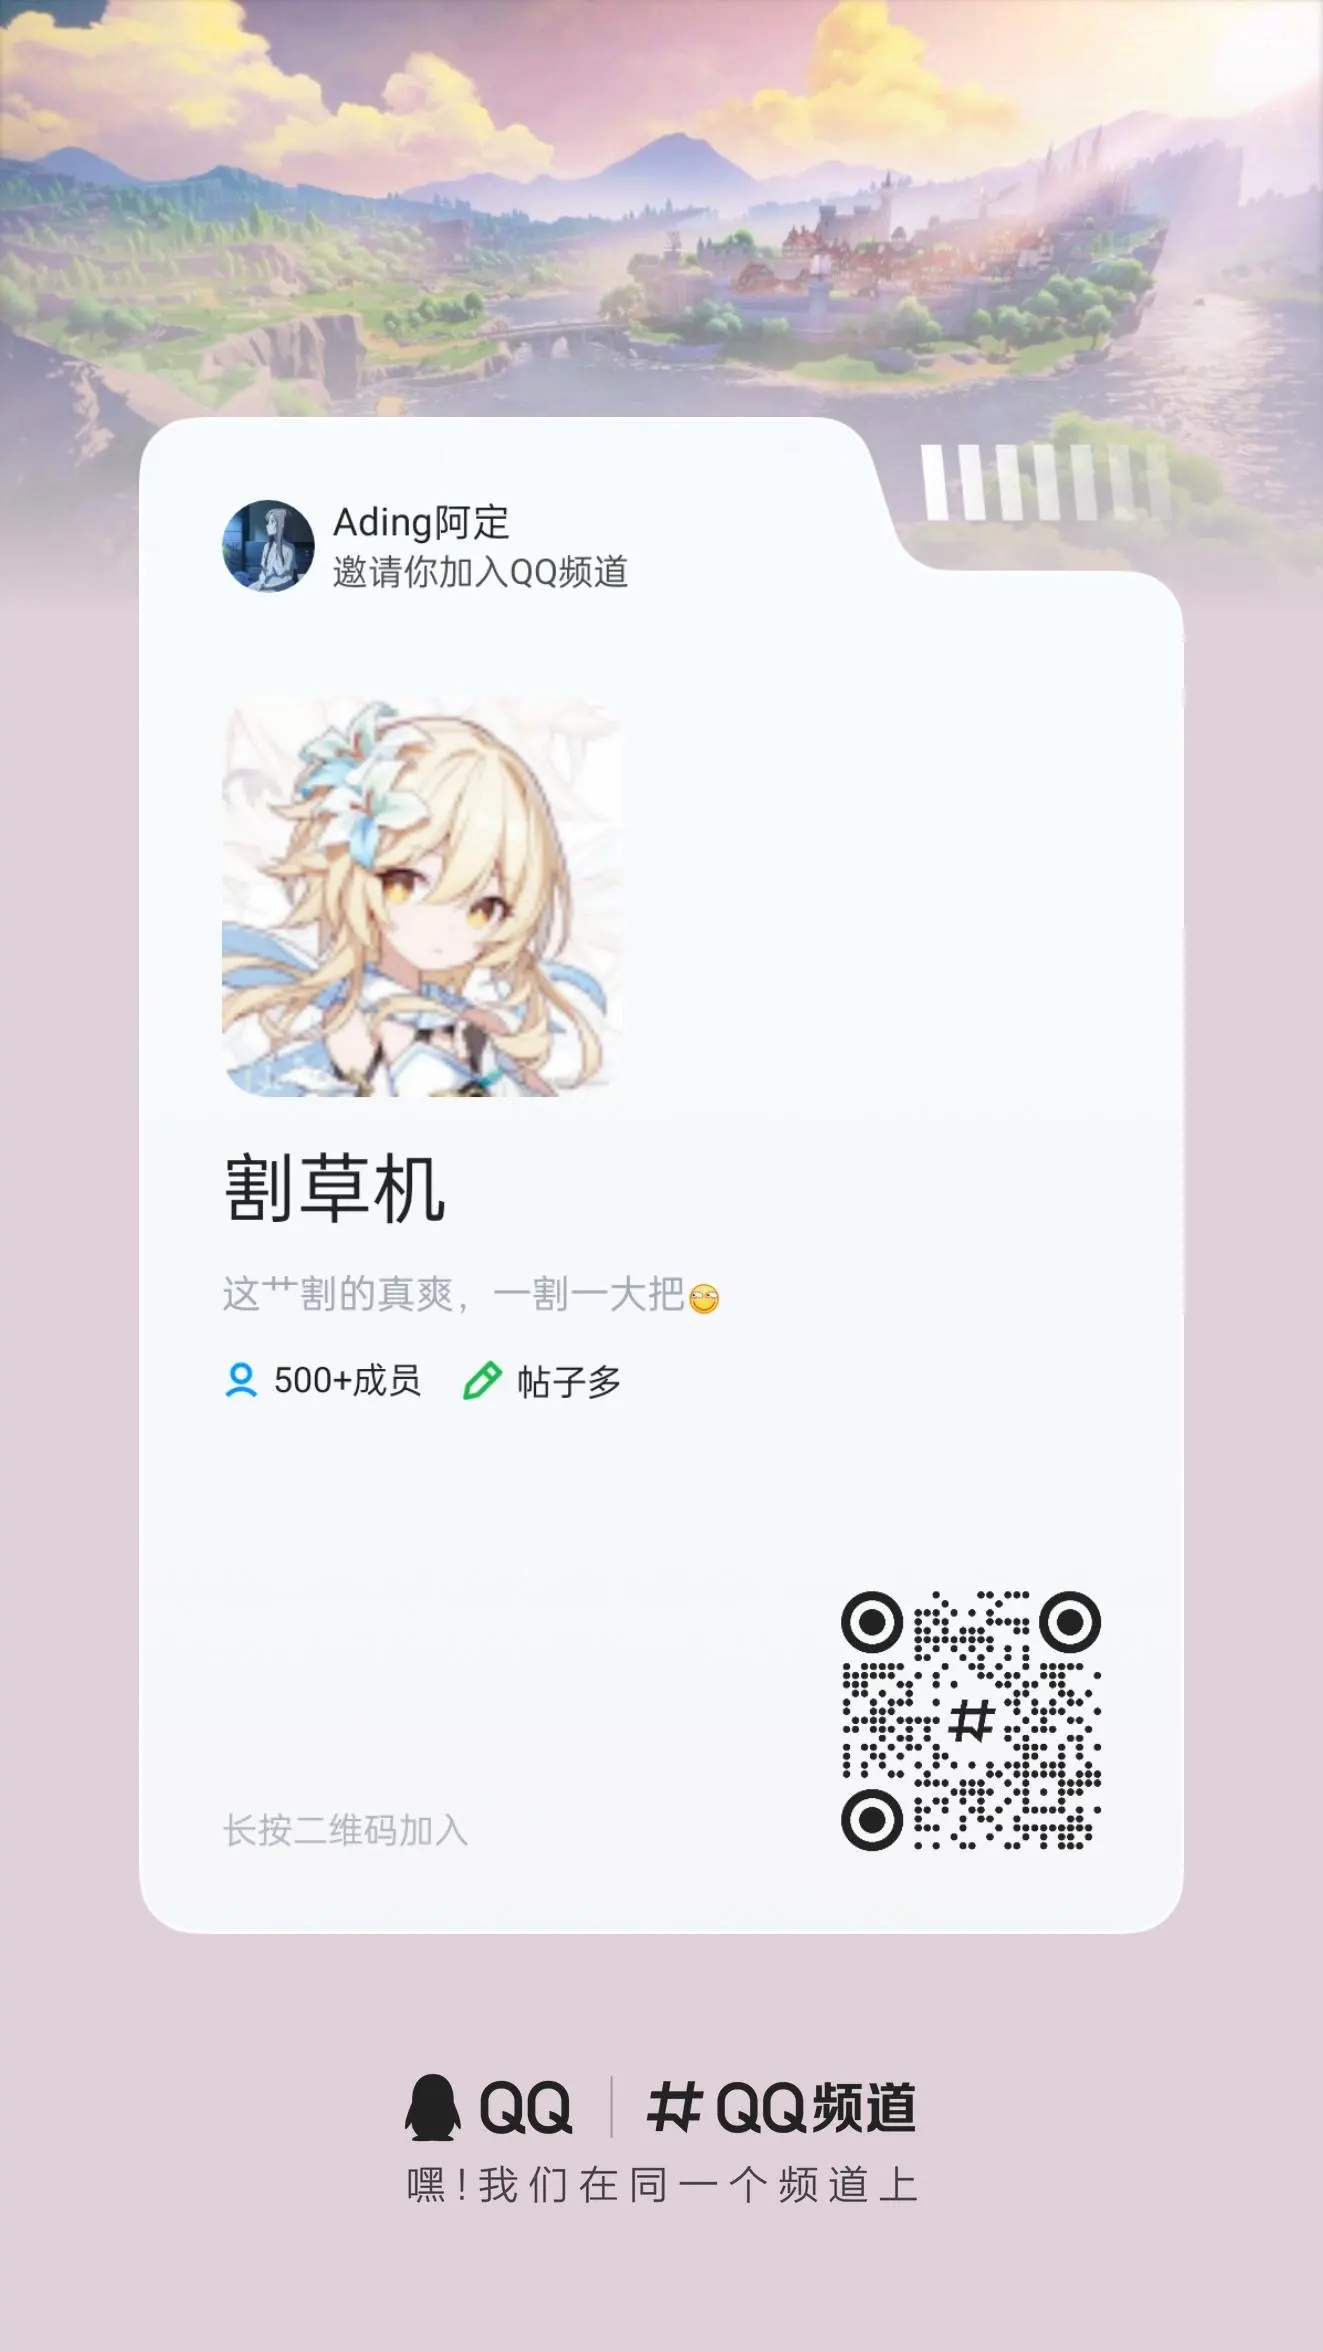 Ading阿定
邀请你加入QQ频道
割草机
这艹割的真爽，一割一大把
500+成员 帖子多
长按二维码加入
QQ QQ频道
嘿！我们在同一个频道上